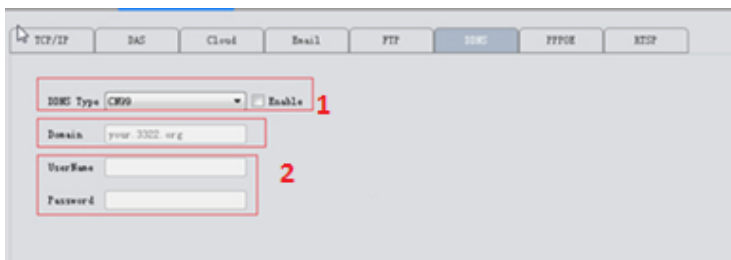 TCP/IP DAS Cloud Email FTP DDNS PPPOE RTSP
DDNS Type CN99 Enable 1
Domain your.3322.org
UserName 2
Password